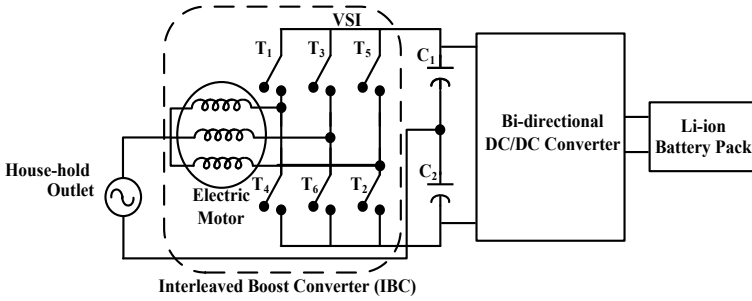 VSI
T₁
T₃
T₅
C₁
Bi-directional
DC/DC Converter
Li-ion
Battery Pack
House-hold
Outlet
Electric
Motor
T₄
T₆
T₂
C₂
Interleaved Boost Converter (IBC)